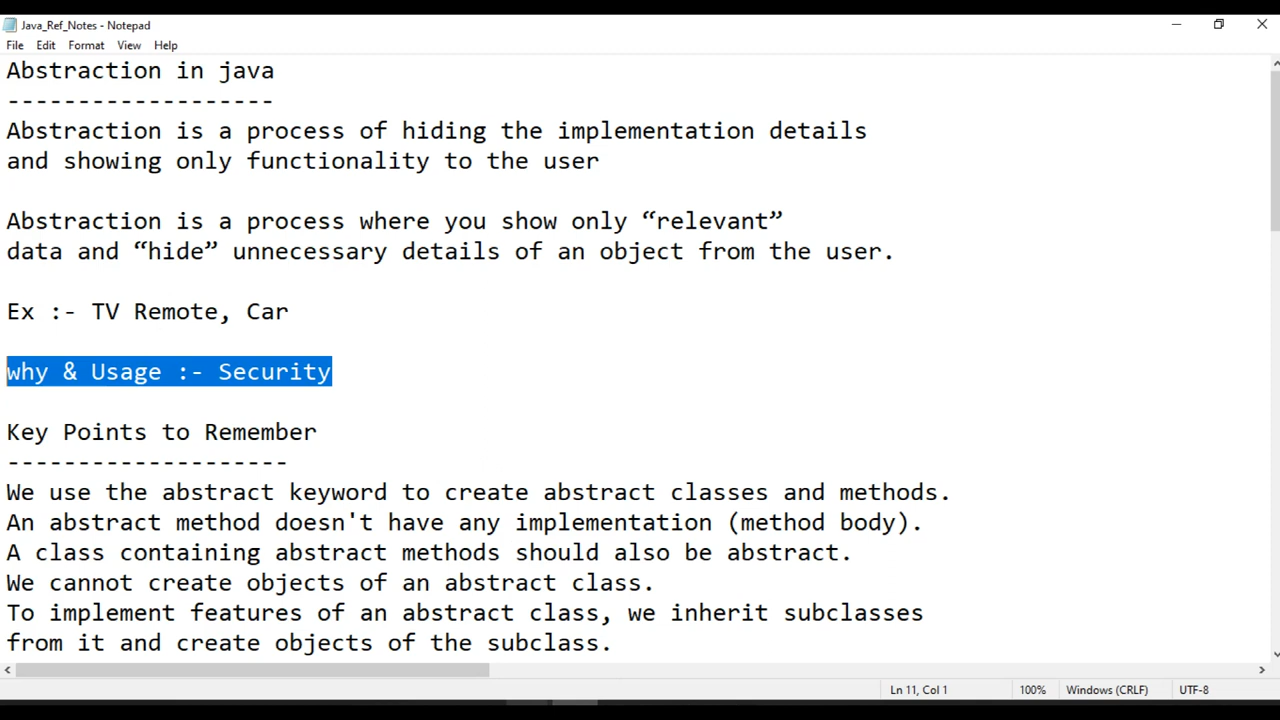 Java_Ref_Notes - Notepad
File Edit Format View Help
Abstraction in java
-------------------
Abstraction is a process of hiding the implementation details
and showing only functionality to the user
Abstraction is a process where you show only “relevant”
data and “hide” unnecessary details of an object from the user.
Ex :- TV Remote, Car
why & Usage :- Security
Key Points to Remember
--------------------
We use the abstract keyword to create abstract classes and methods.
An abstract method doesn't have any implementation (method body).
A class containing abstract methods should also be abstract.
We cannot create objects of an abstract class.
To implement features of an abstract class, we inherit subclasses
from it and create objects of the subclass.
Ln 11, Col 1 100% Windows (CRLF) UTF-8